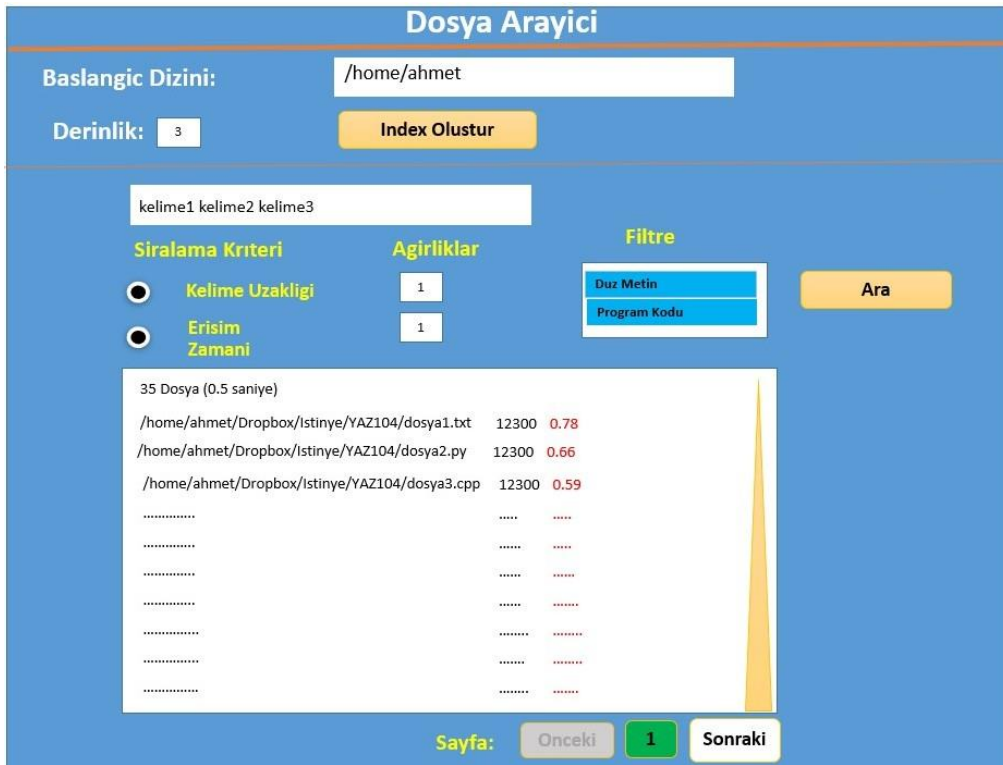 Dosya Arayici
Baslangic Dizini: /home/ahmet
Derinlik: 3 Index Olustur
kelime1 kelime2 kelime3
Siralama Krıteri Agirliklar Filtre
Kelime Uzakligi 1 Duz Metin Ara
Program Kodu
Erisim 1
Zamani
35 Dosya (0.5 saniye)
/home/ahmet/Dropbox/Istinye/YAZ104/dosya1.txt 12300 0.78
/home/ahmet/Dropbox/Istinye/YAZ104/dosya2.py 12300 0.66
/home/ahmet/Dropbox/Istinye/YAZ104/dosya3.cpp 12300 0.59
.............. ..... .....
.............. ...... .....
.............. ...... ......
.............. ...... .......
............... ........ ........
............... ....... ........
............... ........ .......
Sayfa: Onceki 1 Sonraki